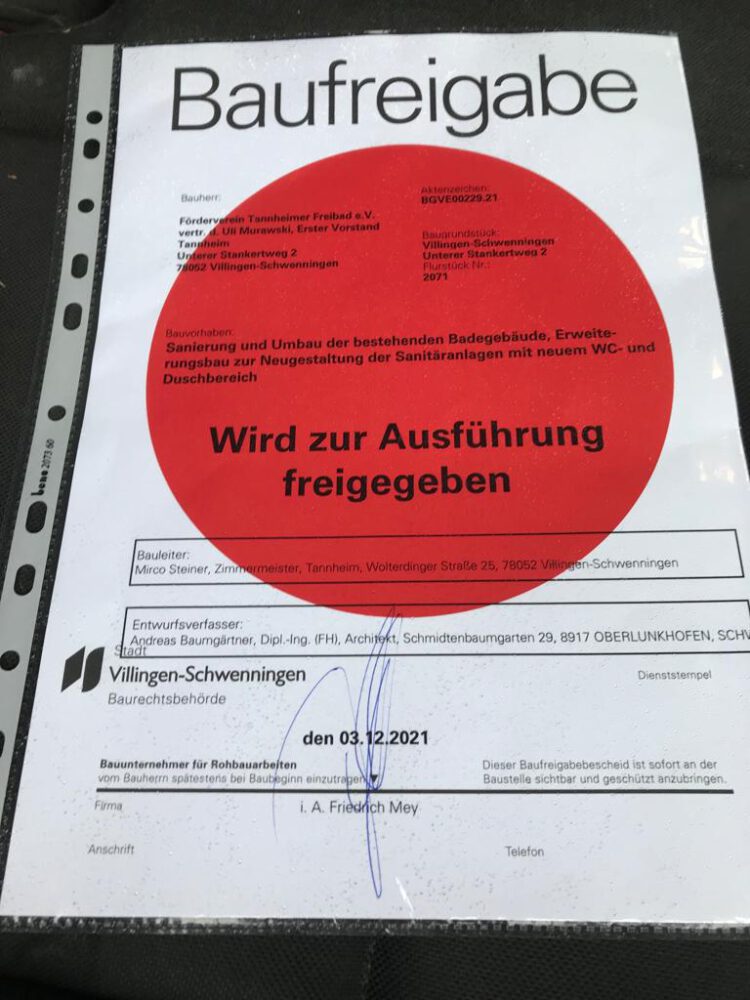 Baufreigabe
Bauherr:
Förderverein Tannheimer Freibad e.V.
vertr. d. Uli Murawski, Erster Vorstand
Tannheim
Unterer Stankertweg 2
78052 Villingen-Schwenningen
Aktenzeichen:
BGVE00229.21
Baugrundstück:
Villingen-Schwenningen
Unterer Stankertweg 2
Flurstück Nr.:
2071
Bauvorhaben:
Sanierung und Umbau der bestehenden Badegebäude, Erweite-
rungsbau zur Neugestaltung der Sanitäranlagen mit neuem WC- und
Duschbereich
Wird zur Ausführung
freigegeben
Bauleiter:
Mirco Steiner, Zimmermeister, Tannheim, Wolterdinger Straße 25, 78052 Villingen-Schwenningen
Entwurfsverfasser:
Andreas Baumgärtner, Dipl.-Ing. (FH), Architekt, Schmidtenbaumgarten 29, 8917 OBERLUNKHOFEN, SCHW
Stadt
Villingen-Schwenningen
Baurechtsbehörde
Dienststempel
den 03.12.2021
Bauunternehmer für Rohbauarbeiten
vom Bauherrn spätestens bei Baubeginn einzutragen
Dieser Baufreigabebescheid ist sofort an der
Baustelle sichtbar und geschützt anzubringen.
Firma
i. A. Friedrich Mey
Anschrift
Telefon
2073 60